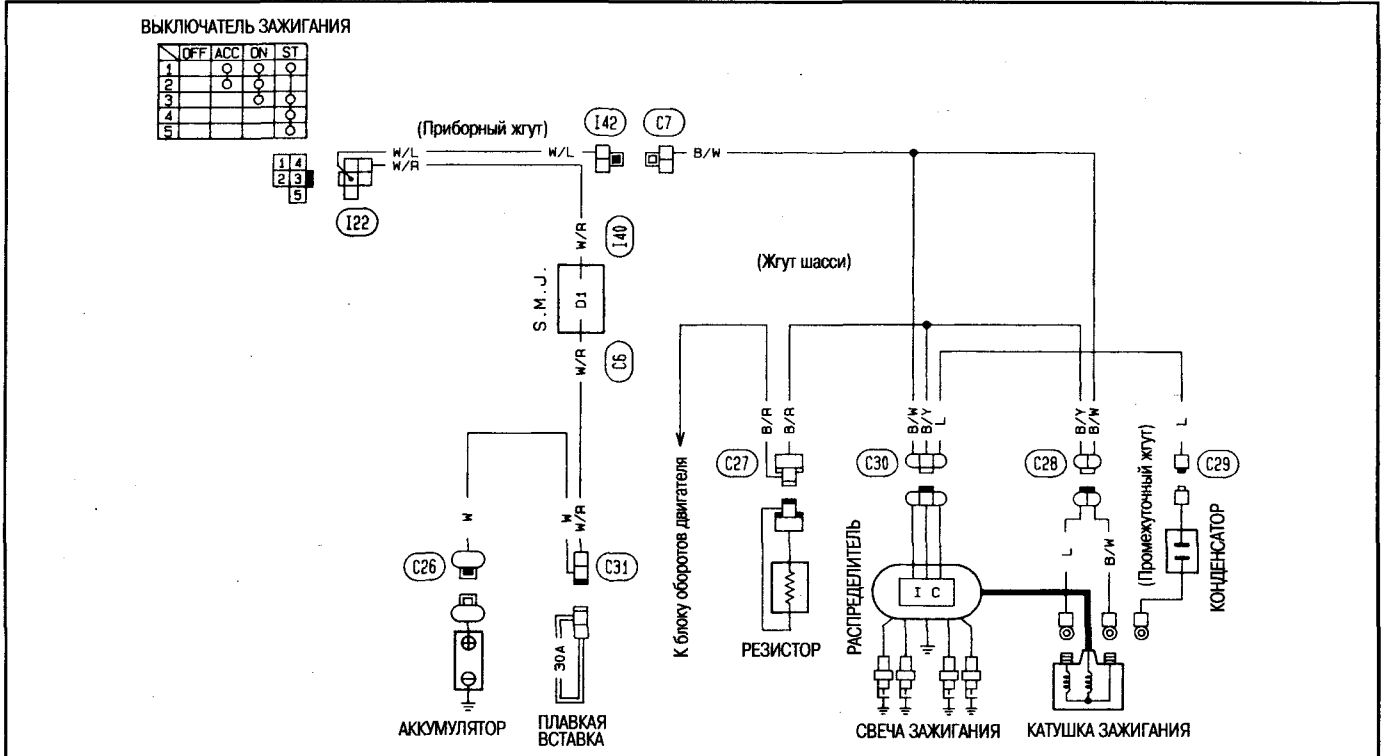 ВЫКЛЮЧАТЕЛЬ ЗАЖИГАНИЯ
OFF ACC ON ST
1
2
3
4
5
(Приборный жгут)
I42
C7
W/L
W/L
B/W
W/R
1 4
2 3
5
I22
W/R
I40
(Жгут шасси)
S.M.J.
D1
W/R
C6
B/R
B/R
B/W
B/Y
L
B/Y
B/W
L
К блоку оборотов двигателя
C27
C30
C28
(Промежуточный жгут)
C29
W
W
W/R
C26
C31
L
B/W
КОНДЕНСАТОР
РАСПРЕДЕЛИТЕЛЬ
I C
30A
РЕЗИСТОР
АККУМУЛЯТОР
ПЛАВКАЯ
ВСТАВКА
СВЕЧА ЗАЖИГАНИЯ
КАТУШКА ЗАЖИГАНИЯ